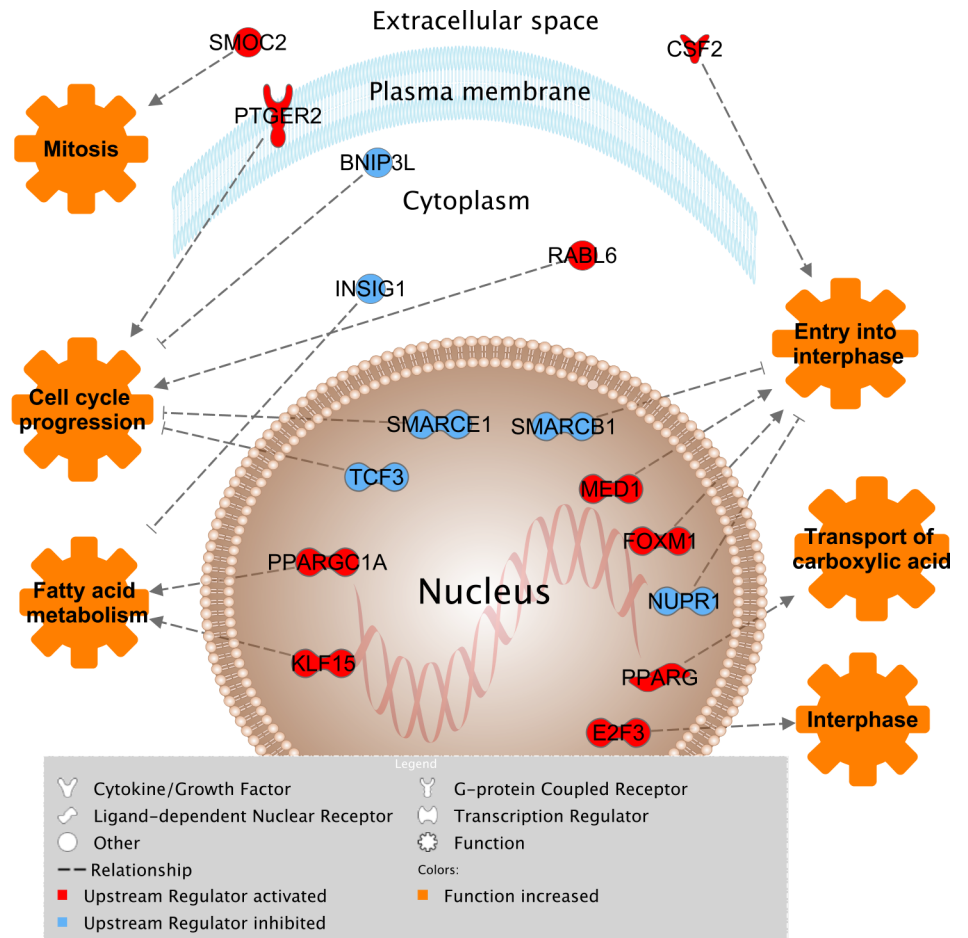 Extracellular space
SMOC2
CSF2
Plasma membrane
PTGER2
Mitosis
BNIP3L
Cytoplasm
RABL6
INSIG1
Entry into
interphase
Cell cycle
progression
SMARCE1
SMARCB1
TCF3
MED1
FOXM1
Transport of
carboxylic acid
PPARGC1A
Nucleus
NUPR1
Fatty acid
metabolism
KLF15
PPARG
Interphase
E2F3
Legend
Cytokine/Growth Factor
G-protein Coupled Receptor
Ligand-dependent Nuclear Receptor
Transcription Regulator
Other
Function
Relationship
Colors:
Upstream Regulator activated
Function increased
Upstream Regulator inhibited